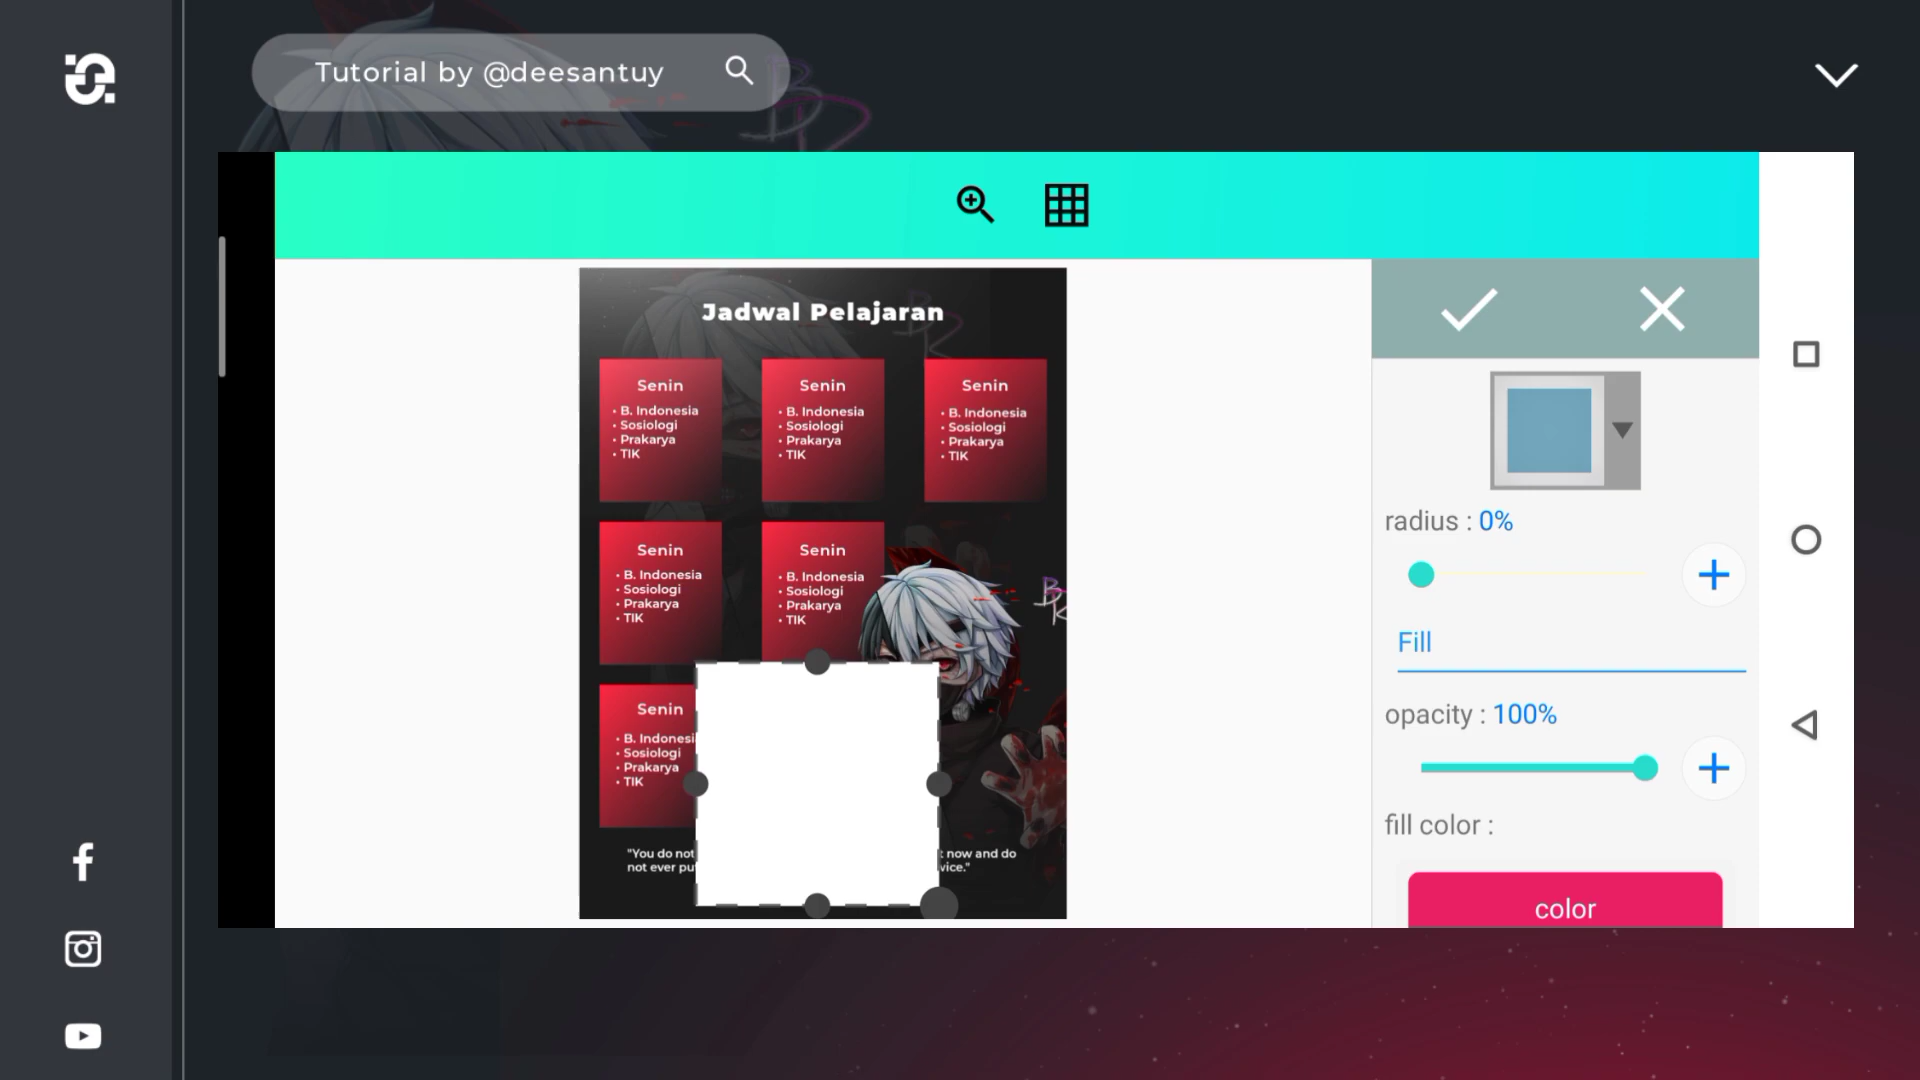 Tutorial by @deesantuy
Jadwal Pelajaran
Senin
• B. Indonesia
• Sosiologi
• Prakarya
• TIK
Senin
• B. Indonesia
• Sosiologi
• Prakarya
• TIK
Senin
• B. Indonesia
• Sosiologi
• Prakarya
• TIK
Senin
• B. Indonesia
• Sosiologi
• Prakarya
• TIK
Senin
• B. Indonesia
• Sosiologi
• Prakarya
• TIK
Senin
• B. Indonesi
• Sosiologi
• Prakarya
• TIK
"You do not now and do
not ever
radius : 0%
Fill
opacity : 100%
fill color :
color